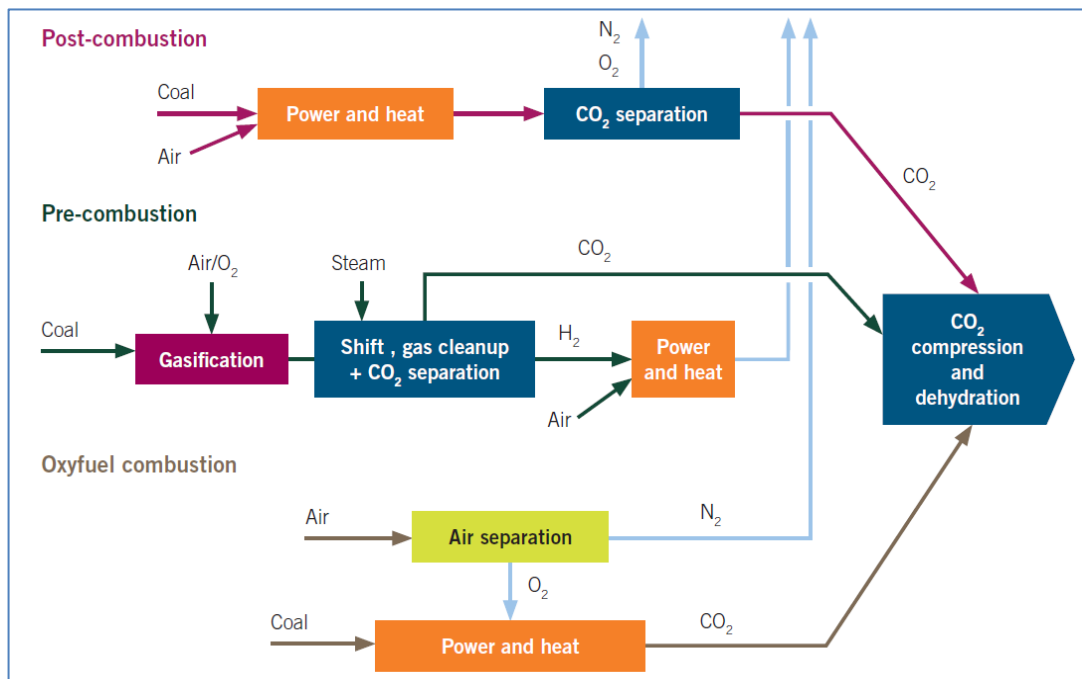 Post-combustion
N₂
O₂
Coal
Air
Power and heat
CO₂ separation
CO₂
Pre-combustion
Air/O₂
Steam
CO₂
Coal
Gasification
Shift , gas cleanup
+ CO₂ separation
H₂
Air
Power
and heat
CO₂
compression
and
dehydration
Oxyfuel combustion
Air
Air separation
N₂
O₂
Coal
Power and heat
CO₂